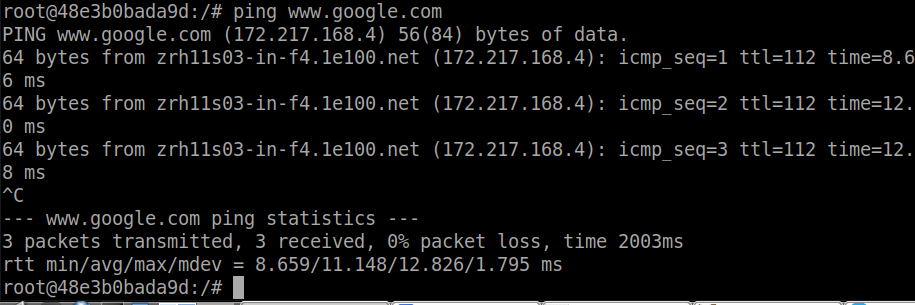 root@48e3b0bada9d:/# ping www.google.com
PING www.google.com (172.217.168.4) 56(84) bytes of data.
64 bytes from zrh11s03-in-f4.1e100.net (172.217.168.4): icmp_seq=1 ttl=112 time=8.6
6 ms
64 bytes from zrh11s03-in-f4.1e100.net (172.217.168.4): icmp_seq=2 ttl=112 time=12.
0 ms
64 bytes from zrh11s03-in-f4.1e100.net (172.217.168.4): icmp_seq=3 ttl=112 time=12.
8 ms
^C
--- www.google.com ping statistics ---
3 packets transmitted, 3 received, 0% packet loss, time 2003ms
rtt min/avg/max/mdev = 8.659/11.148/12.826/1.795 ms
root@48e3b0bada9d:/#